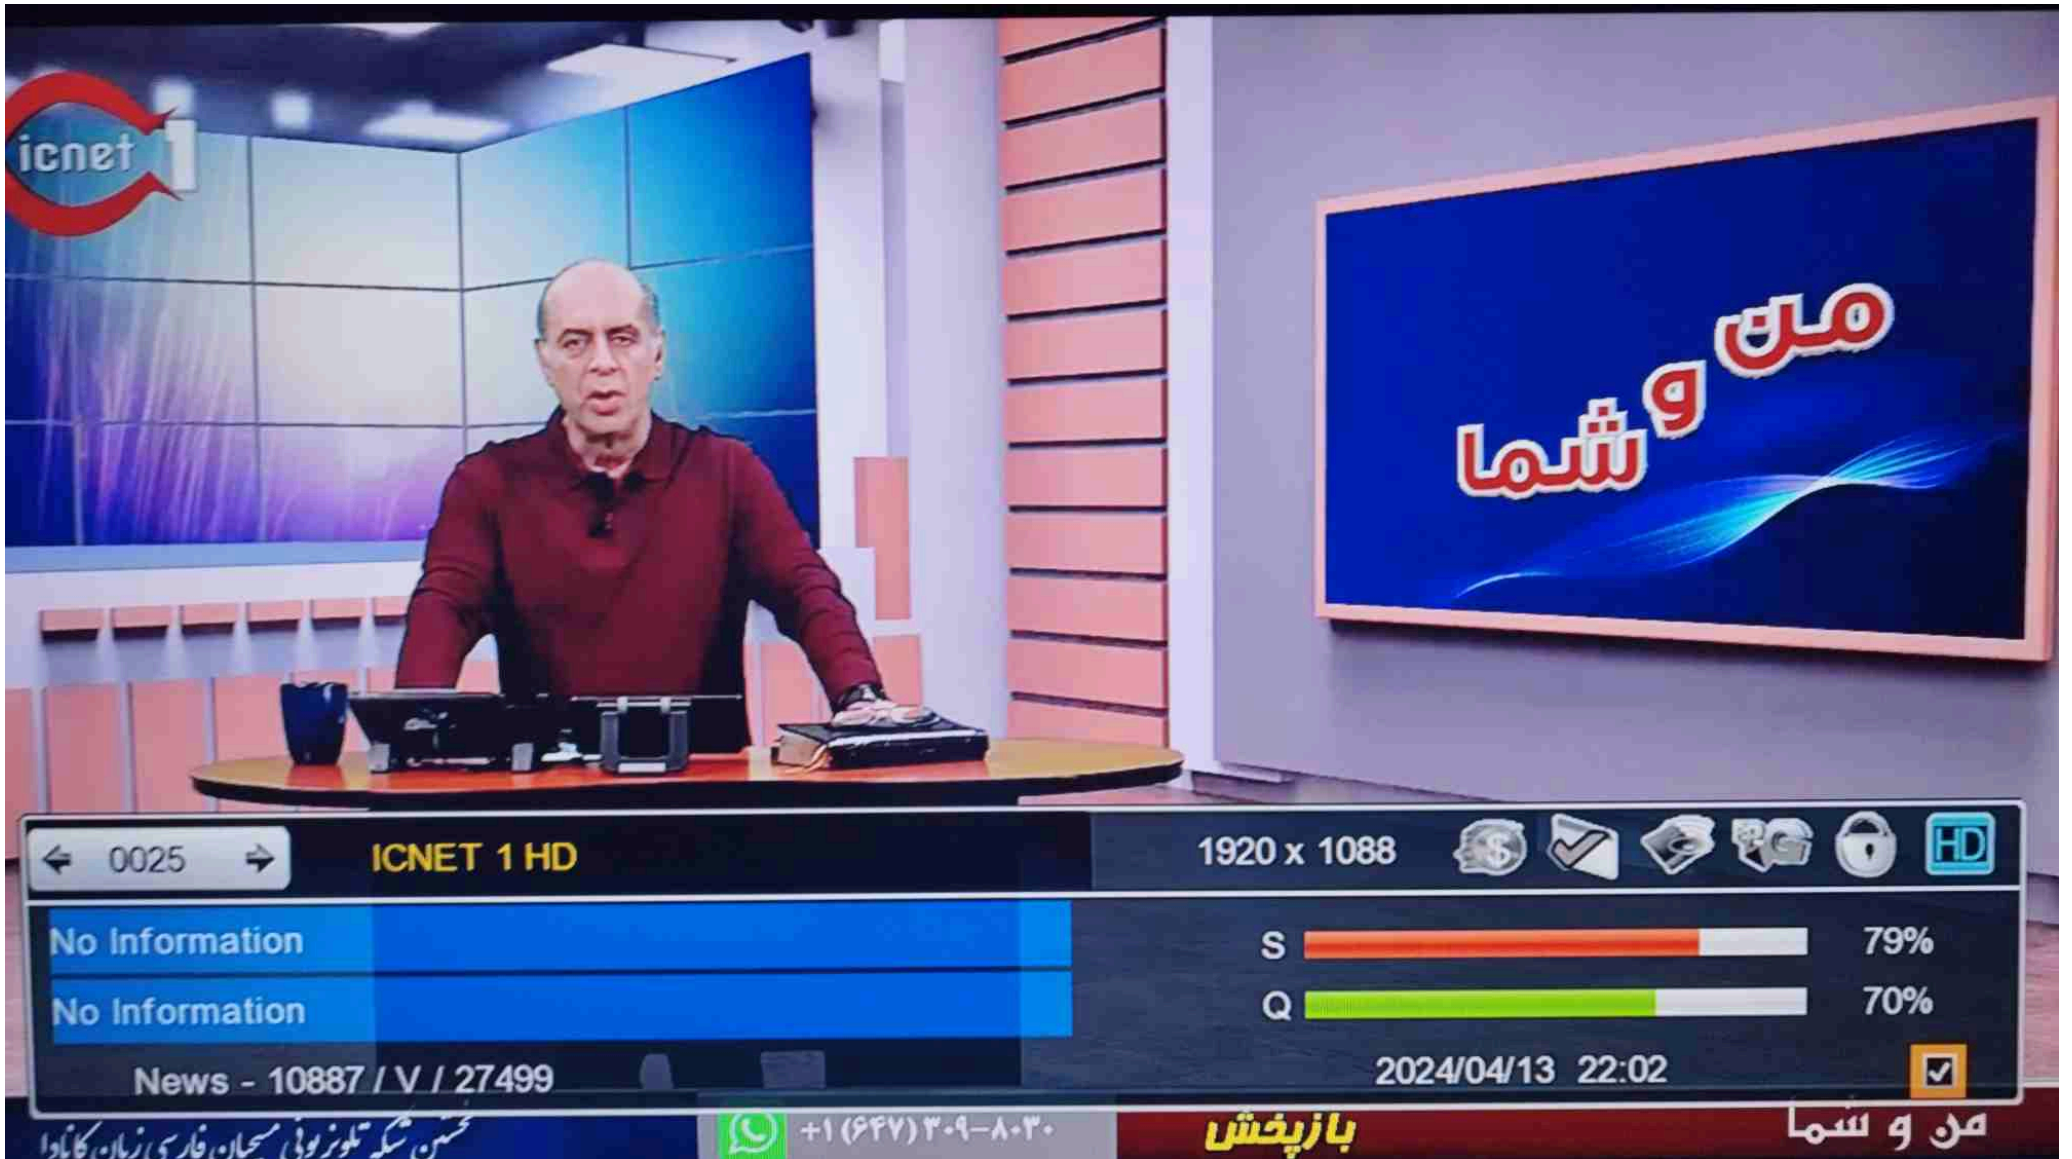 icnet 1
من و شما
0025
ICNET 1 HD
1920 x 1088
HD
No Information
No Information
S
79%
Q
70%
News - 10887 / V / 27499
2024/04/13 22:02
نخستین شبکه تلویزیونی مسیحیان فارسی زبان کانادا
+۱ (۶۴۷) ۳۰۹-۸۰۳۰
بازپخش
من و شما